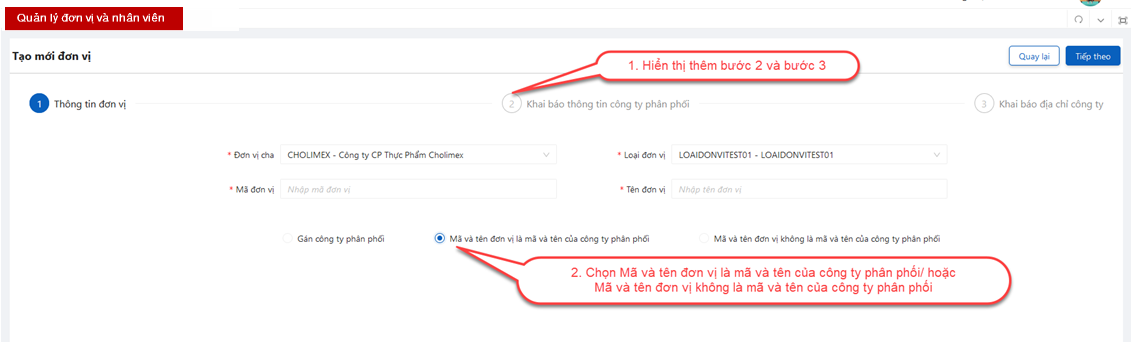 Quản lý đơn vị và nhân viên
Tạo mới đơn vị
Quay lại
Tiếp theo
1. Hiển thị thêm bước 2 và bước 3
1 Thông tin đơn vị
2 Khai báo thông tin công ty phân phối
3 Khai báo địa chỉ công ty
* Đơn vị cha CHOLIMEX - Công ty CP Thực Phẩm Cholimex
* Loại đơn vị LOAIDONVITEST01 - LOAIDONVITEST01
* Mã đơn vị Nhập mã đơn vị
* Tên đơn vị Nhập tên đơn vị
Gán công ty phân phối
Mã và tên đơn vị là mã và tên của công ty phân phối
Mã và tên đơn vị không là mã và tên của công ty phân phối
2. Chọn Mã và tên đơn vị là mã và tên của công ty phân phối/ hoặc
Mã và tên đơn vị không là mã và tên của công ty phân phối